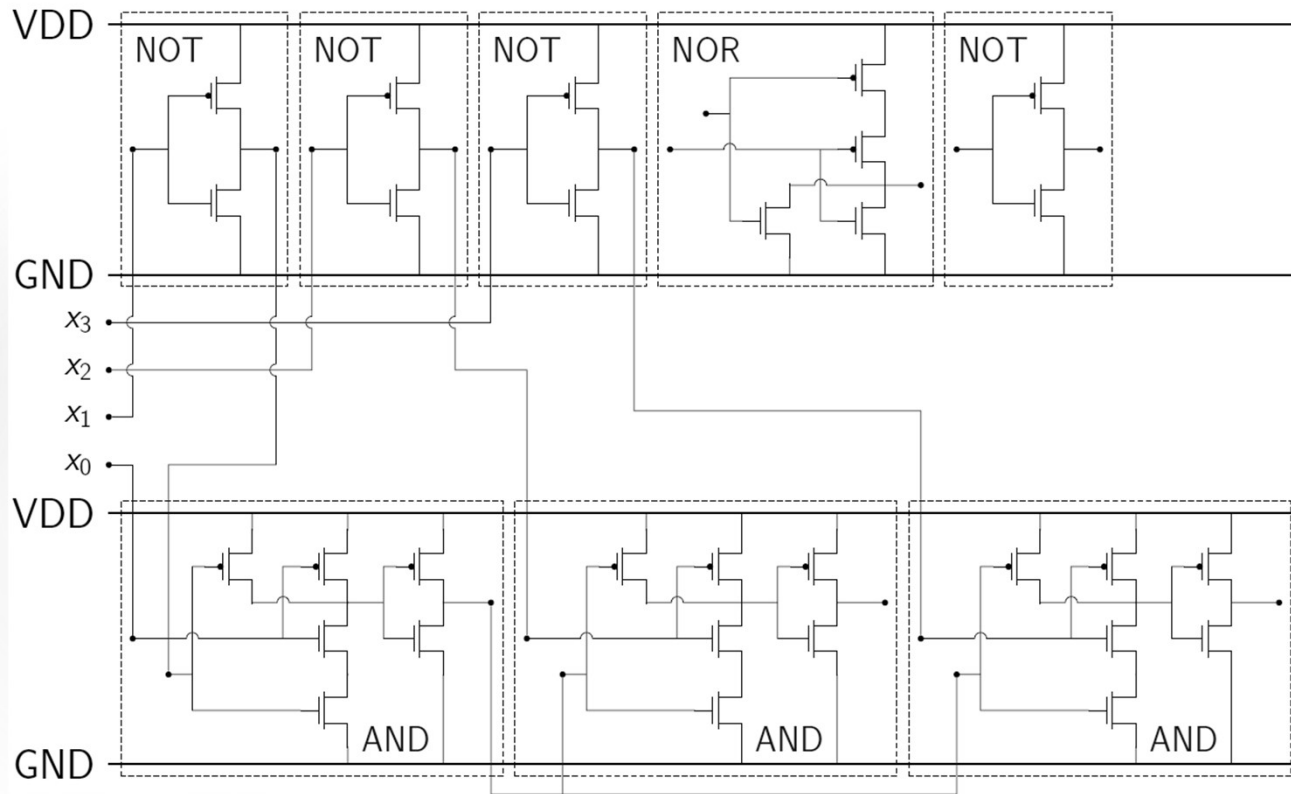 VDD
NOT NOT NOT NOR NOT
GND
x₃
x₂
x₁
x₀
VDD
AND AND AND
GND